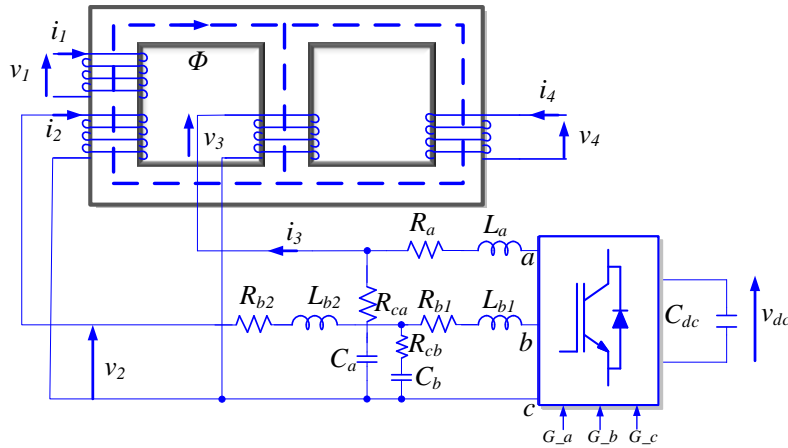 i1
Φ
v1
i2
v3
i4
v4
i3
Ra
La
a
Rb2
Lb2
Rca
Rb1
Lb1
b
Cdc
vdc
v2
Ca
Rcb
Cb
c
G_a
G_b
G_c